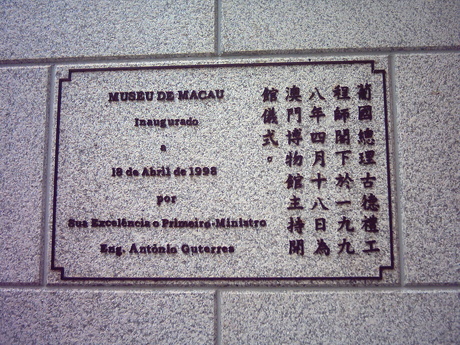 MUSEU DE MACAU
Inaugurado
a
18 de Abril de 1998
por
Sua Excelência o Primeiro-Ministro
Eng. António Guterres
葡國總理古德禮工
程師閣下於一九九
八年四月十八日為
澳門博物館主持開
館儀式。